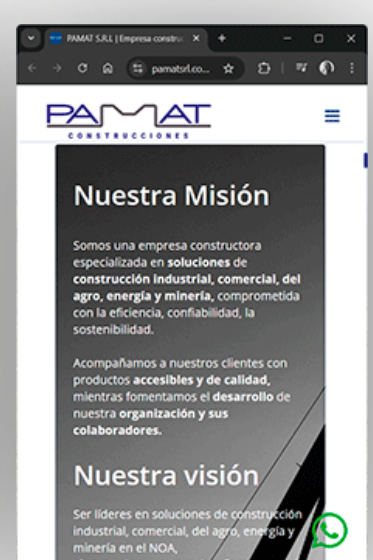 PAMAT S.R.L | Empresa constru
pamatsrl.co...
PAMAT
CONSTRUCCIONES
Nuestra Misión
Somos una empresa constructora
especializada en soluciones de
construcción industrial, comercial, del
agro, energía y minería, comprometida
con la eficiencia, confiabilidad, la
sostenibilidad.
Acompañamos a nuestros clientes con
productos accesibles y de calidad,
mientras fomentamos el desarrollo de
nuestra organización y sus
colaboradores.
Nuestra visión
Ser líderes en soluciones de construcción
industrial, comercial, del agro, energía y
minería en el NOA,